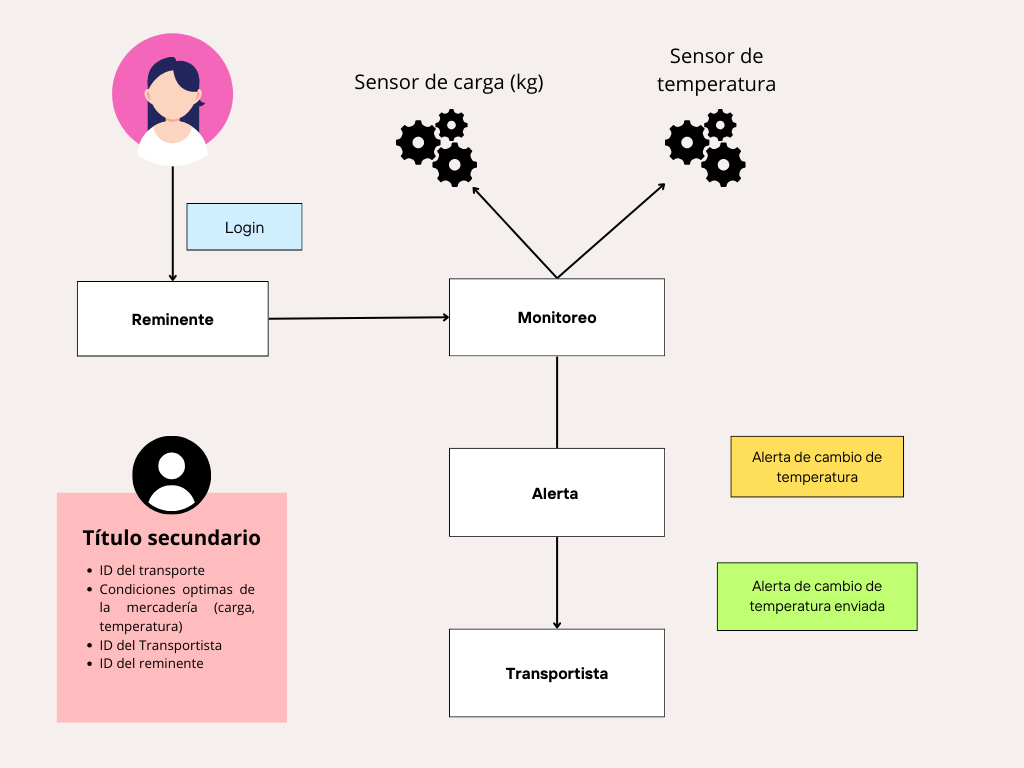 Sensor de carga (kg)
Sensor de
temperatura
Login
Reminente
Monitoreo
Alerta
Transportista
Alerta de cambio de
temperatura
Alerta de cambio de
temperatura enviada
Título secundario
• ID del transporte
• Condiciones optimas de
la mercadería (carga,
temperatura)
• ID del Transportista
• ID del reminente